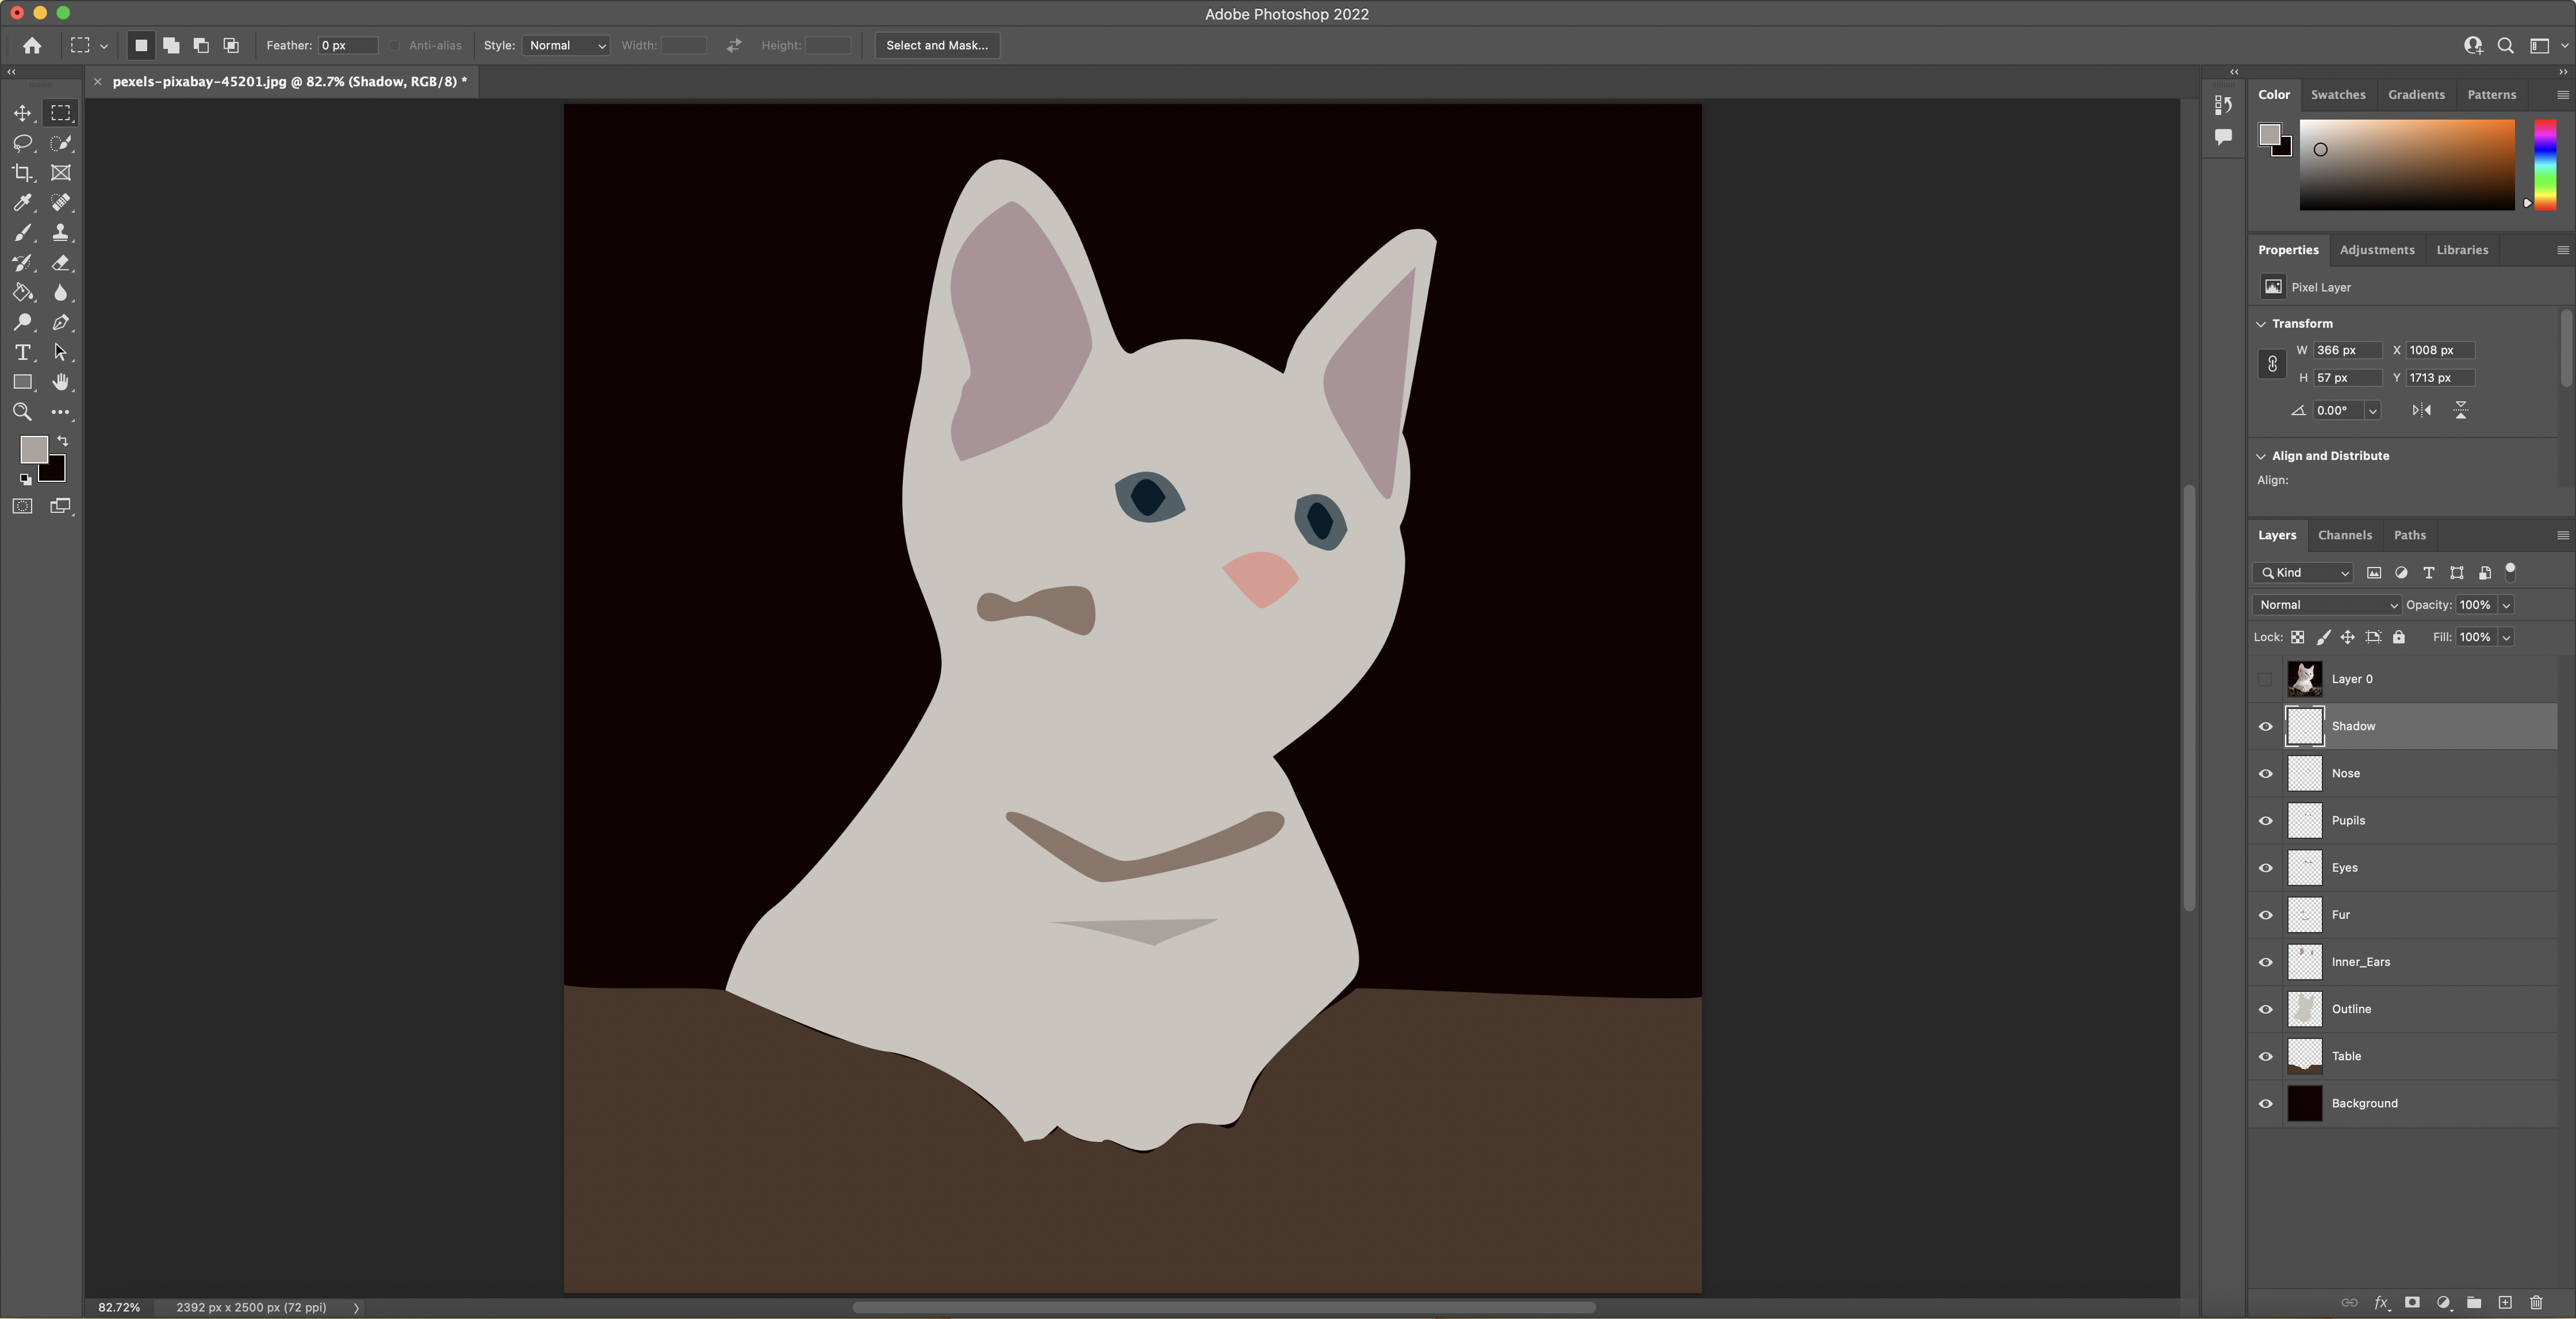 Adobe Photoshop 2022
Feather: 0 px Anti-alias Style: Normal Width: Height: Select and Mask...
pexels-pixabay-45201.jpg @ 82.7% (Shadow, RGB/8) *
Color Swatches Gradients Patterns
Properties Adjustments Libraries
Pixel Layer
Transform
W 366 px X 1008 px
H 57 px Y 1713 px
0.00°
Align and Distribute
Align:
Layers Channels Paths
Kind
Normal Opacity: 100%
Lock: Fill: 100%
Layer 0
Shadow
Nose
Pupils
Eyes
Fur
Inner_Ears
Outline
Table
Background
fx
82.72% 2392 px x 2500 px (72 ppi)